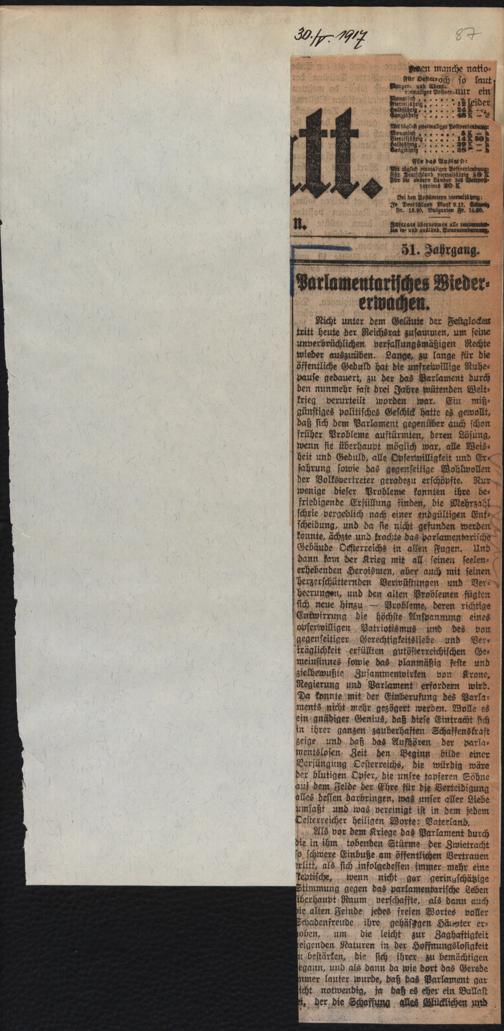 30./V. 1917
87
gen manche natio-
Für Oesterr.
och so laut
nur ein
leider
Für das Ausland:
tt.
n.
51. Jahrgang.
Parlamentarisches Wieder-
erwachen.
Nicht unter dem Geläute der Festglocken
tritt heute der Reichsrat zusammen, um seine
unverbrüchlichen verfassungsmäßigen Rechte
wieder auszuüben. Lange, zu lange für die
öffentliche Geduld hat die unfreiwillige Ruhe-
pause gedauert, zu der das Parlament durch
den nunmehr fast drei Jahre wütenden Welt-
krieg verurteilt worden war. Ein miß-
günstiges politisches Geschick hatte es gewollt,
daß sich dem Parlament gegenüber auch schon
früher Probleme auftürmten, deren Lösung,
wenn sie überhaupt möglich war, alle Weis-
heit und Geduld, alle Opferwilligkeit und Er-
fahrung sowie das gegenseitige Wohlwollen
der Volksvertreter geradezu erschöpfte. Nur
wenige dieser Probleme konnten ihre be-
friedigende Erfüllung finden, die Mehrzahl
schrie vergeblich nach einer endgültigen Ent-
scheidung, und da sie nicht gefunden werden
konnte, ächzte und krachte das parlamentarische
Gebäude Oesterreichs in allen Fugen. Und
dann kam der Krieg mit all seinen seelen-
erhebenden Heroismen, aber auch mit seinen
herzerschütternden Verwüstungen und Ver-
heerungen, und den alten Problemen fügten
sich neue hinzu — Probleme, deren richtige
Entwirrung die höchste Anspannung eines
opferwilligen Patriotismus und des von
gegenseitiger Gerechtigkeitsliebe und Ver-
träglichkeit erfüllten gutösterreichischen Ge-
meinsinnes sowie das planmäßig feste und
zielbewußte Zusammenwirken von Krone,
Regierung und Parlament erfordern wird.
Da konnte mit der Einberufung des Parla-
ments nicht mehr gezögert werden. Wolle es
ein gnädiger Genius, daß diese Eintracht sich
in ihrer ganzen zauberhaften Schaffenskraft
zeige und daß das Aufhören der parla-
mentslosen Zeit den Beginn bilde einer
Verjüngung Oesterreichs, die würdig wäre
der blutigen Opfer, die unsre tapferen Söhne
auf dem Felde der Ehre für die Verteidigung
alles dessen darbringen, was unser aller Liebe
umfaßt und was vereinigt ist in dem jedem
Oesterreicher heiligen Worte: Vaterland.
Als vor dem Kriege das Parlament durch
die in ihm tobenden Stürme der Zwietracht
so schwere Einbuße am öffentlichen Vertrauen
erlitt, als sich infolgedessen immer mehr eine
skeptische, wenn nicht gar geringschätzige
Stimmung gegen das parlamentarische Leben
überhaupt Raum verschaffte, als dann auch
die alten Feinde jedes freien Wortes voller
Schadenfreude ihre gehässigen Häupter er-
hoben, um die leicht zur Zaghaftigkeit
neigenden Naturen in der Hoffnungslosigkeit
zu bestärken, die sich ihrer zu bemächtigen
begann, und als dann da wie dort das Gerede
immer lauter wurde, daß das Parlament gar
nicht notwendig, ja daß es eher ein Ballast
sei, der die Schaffung alles Glücklichen und